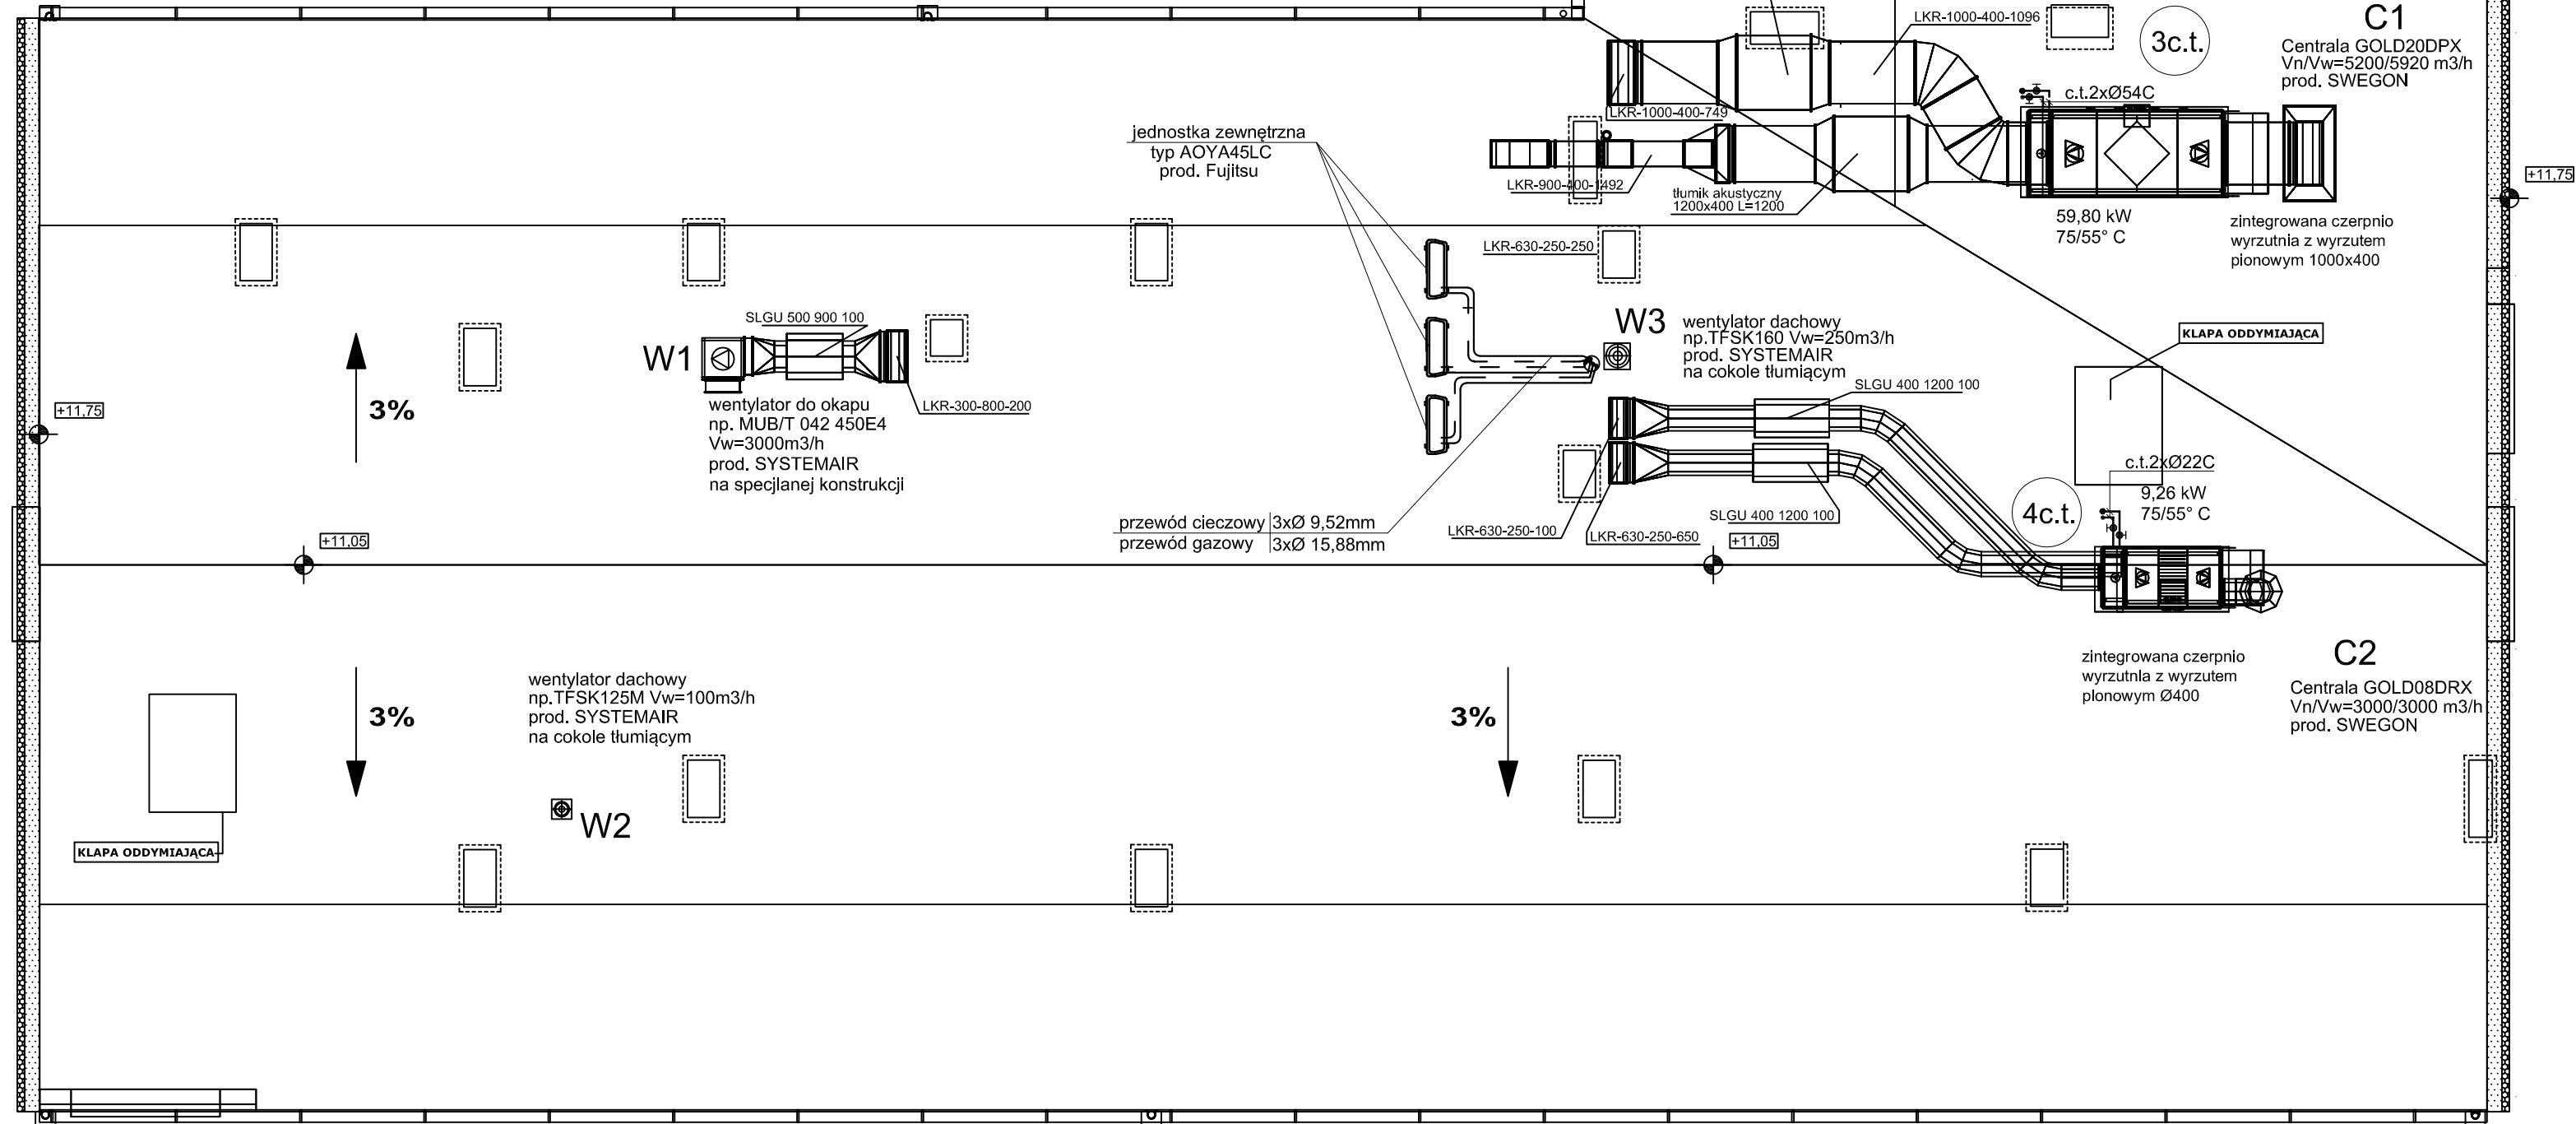 LKR-1000-400-1096
3c.t.
C1
Centrala GOLD20DPX
Vn/Vw=5200/5920 m3/h
prod. SWEGON
c.t.2xØ54C
LKR-1000-400-749
jednostka zewnętrzna
typ AOYA45LC
prod. Fujitsu
LKR-900-400-1492
tłumik akustyczny
1200x400 L=1200
+11,75
59,80 kW
75/55° C
zintegrowana czerpnio
wyrzutnia z wyrzutem
pionowym 1000x400
LKR-630-250-250
SLGU 500 900 100
W1
W3
wentylator dachowy
np.TFSK160 Vw=250m3/h
prod. SYSTEMAIR
na cokole tłumiącym
KLAPA ODDYMIAJĄCA
SLGU 400 1200 100
+11,75
3%
LKR-300-800-200
wentylator do okapu
np. MUB/T 042 450E4
Vw=3000m3/h
prod. SYSTEMAIR
na specjlanej konstrukcji
c.t.2xØ22C
9,26 kW
75/55° C
4c.t.
przewód cieczowy 3xØ 9,52mm
przewód gazowy 3xØ 15,88mm
LKR-630-250-100
LKR-630-250-650
SLGU 400 1200 100
+11,05
+11,05
zintegrowana czerpnio
wyrzutnia z wyrzutem
pionowym Ø400
C2
Centrala GOLD08DRX
Vn/Vw=3000/3000 m3/h
prod. SWEGON
wentylator dachowy
np.TFSK125M Vw=100m3/h
prod. SYSTEMAIR
na cokole tłumiącym
3%
3%
W2
KLAPA ODDYMIAJĄCA